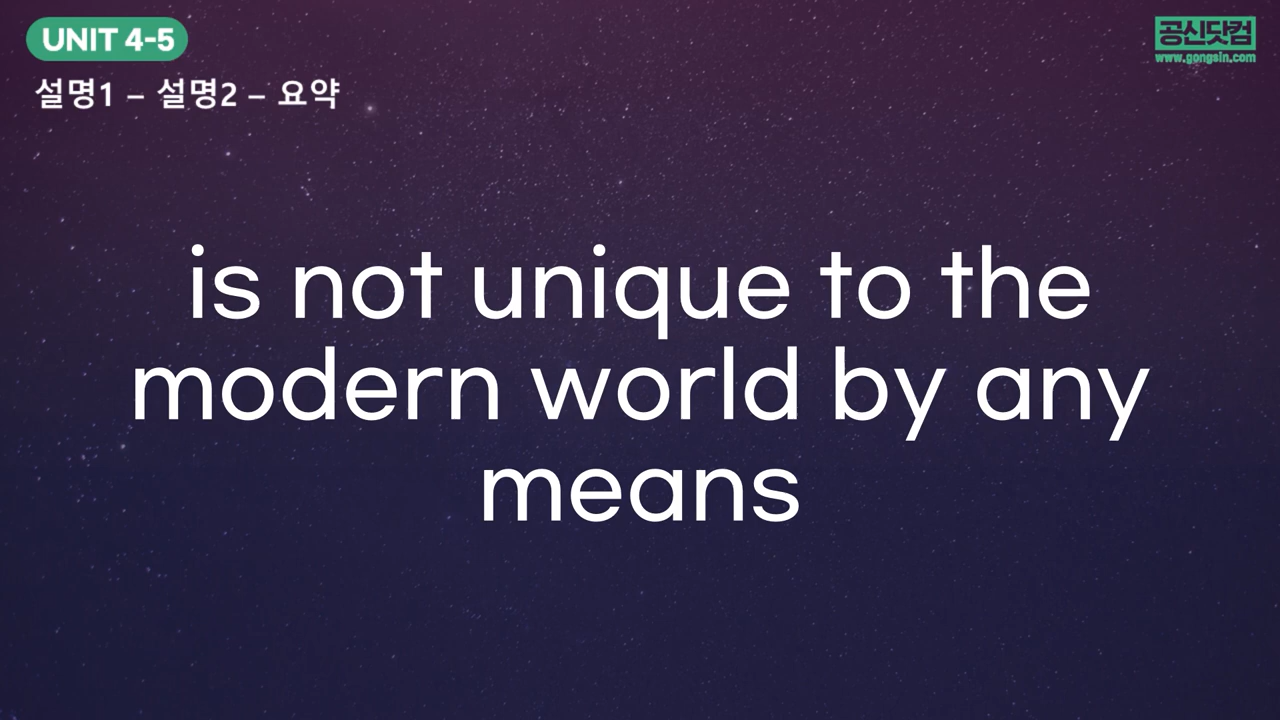 UNIT 4-5
공신닷컴
www.gongsin.com
설명1 – 설명2 – 요약
is not unique to the
modern world by any
means